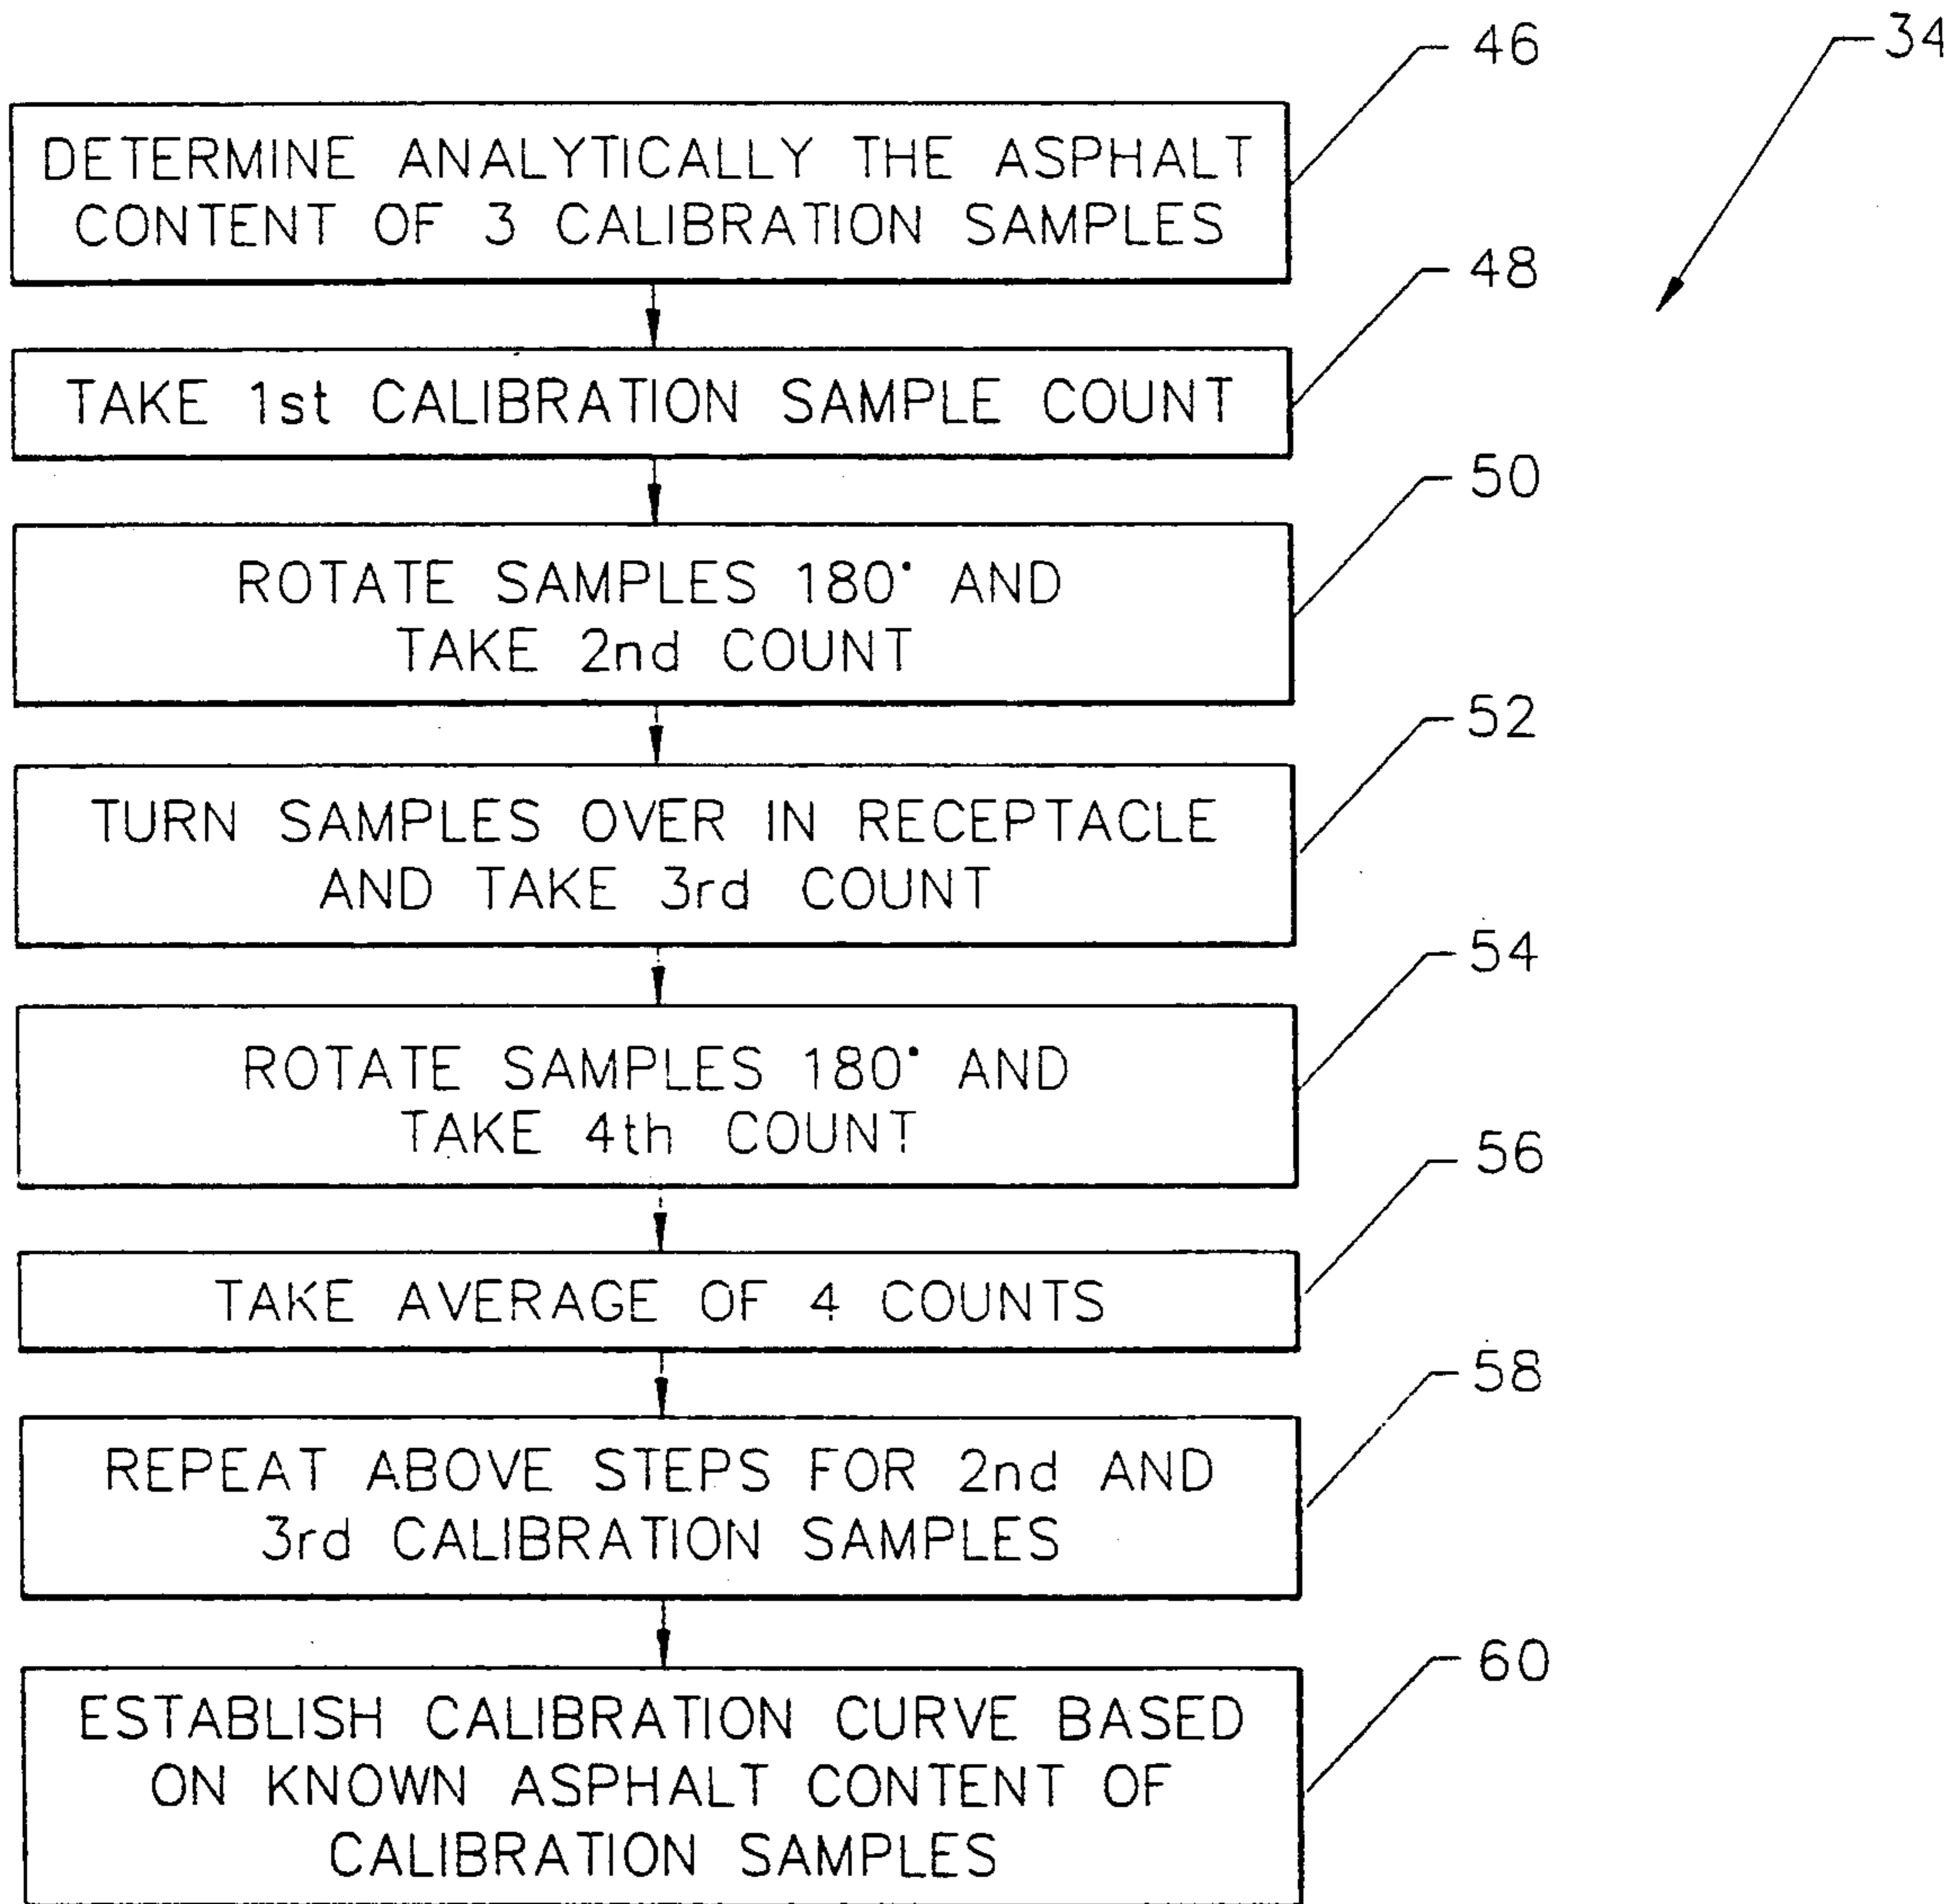 34
46
DETERMINE ANALYTICALLY THE ASPHALT
CONTENT OF 3 CALIBRATION SAMPLES
48
TAKE 1st CALIBRATION SAMPLE COUNT
50
ROTATE SAMPLES 180° AND
TAKE 2nd COUNT
52
TURN SAMPLES OVER IN RECEPTACLE
AND TAKE 3rd COUNT
54
ROTATE SAMPLES 180° AND
TAKE 4th COUNT
56
TAKE AVERAGE OF 4 COUNTS
58
REPEAT ABOVE STEPS FOR 2nd AND
3rd CALIBRATION SAMPLES
60
ESTABLISH CALIBRATION CURVE BASED
ON KNOWN ASPHALT CONTENT OF
CALIBRATION SAMPLES